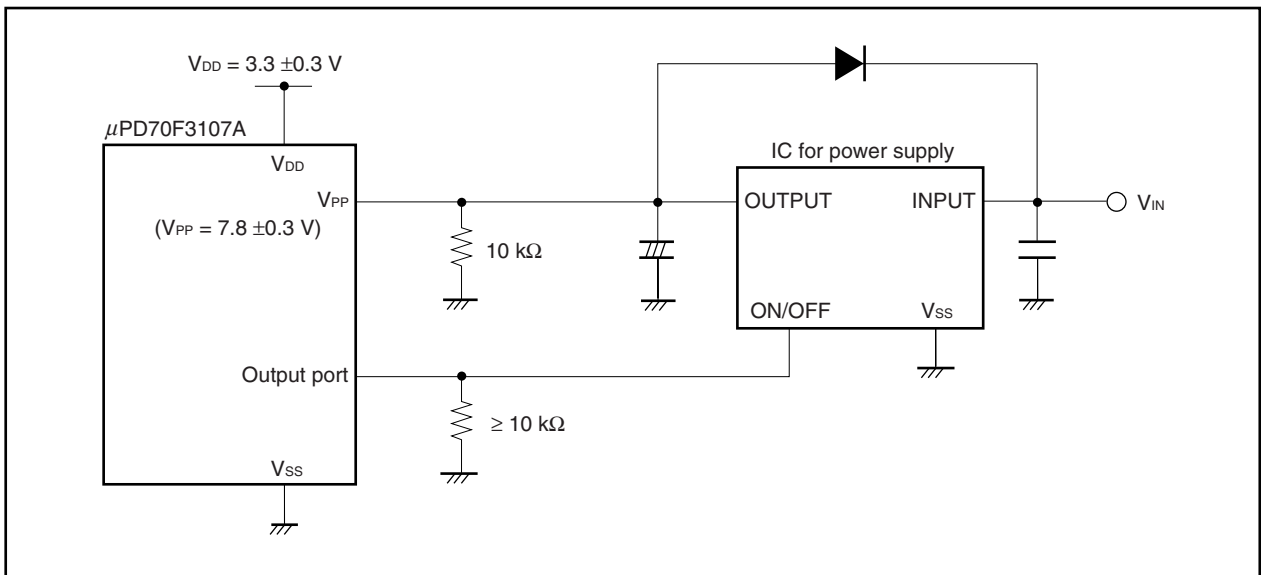 VDD = 3.3 ±0.3 V
µPD70F3107A
VDD
IC for power supply
VPP
OUTPUT
INPUT
VIN
(VPP = 7.8 ±0.3 V)
10 kΩ
ON/OFF
VSS
Output port
≥ 10 kΩ
VSS